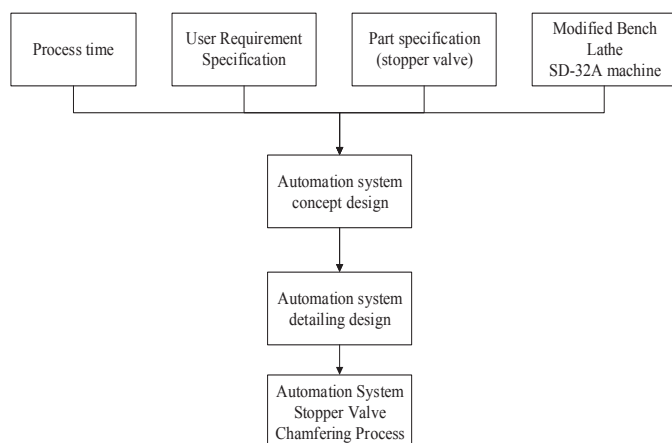 Process time
User Requirement
Specification
Part specification
(stopper valve)
Modified Bench
Lathe
SD-32A machine
Automation system
concept design
Automation system
detailing design
Automation System
Stopper Valve
Chamfering Process